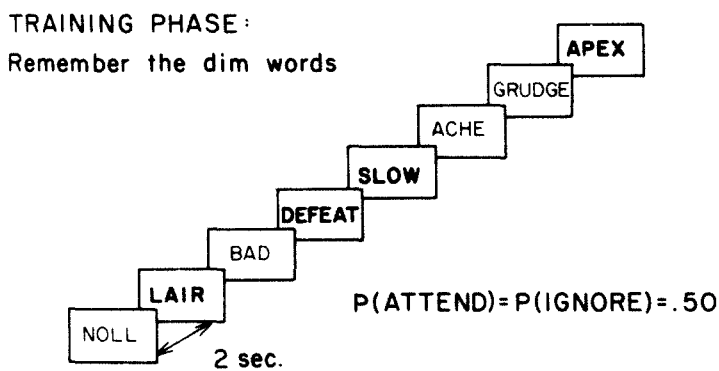 TRAINING PHASE:
Remember the dim words
APEX
GRUDGE
ACHE
SLOW
DEFEAT
BAD
LAIR
NOLL
P(ATTEND)=P(IGNORE)=.50
2 sec.